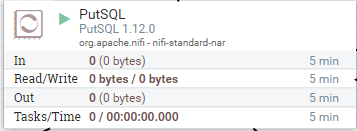 PutSQL
PutSQL 1.12.0
org.apache.nifi - nifi-standard-nar
In 0 (0 bytes) 5 min
Read/Write 0 bytes / 0 bytes 5 min
Out 0 (0 bytes) 5 min
Tasks/Time 0 / 00:00:00.000 5 min